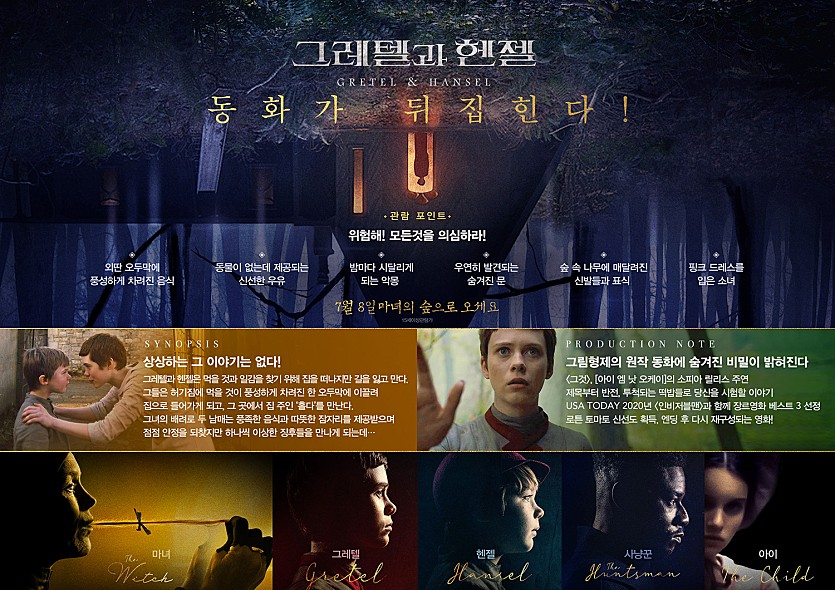 그레텔과 헨젤
GRETEL & HANSEL
동화가 뒤집힌다!
·관람 포인트·
위험해! 모든것을 의심하라!
외딴 오두막에
풍성하게 차려진 음식
동물이 없는데 제공되는
신선한 우유
밤마다 시달리게
되는 악몽
우연히 발견되는
숨겨진 문
숲 속 나무에 매달려진
신발들과 표식
핑크 드레스를
입은 소녀
7월 8일 마녀의 숲으로 오세요
15세이상관람가
SYNOPSIS
상상하는 그 이야기는 없다!
그레텔과 헨젤은 먹을 것과 일감을 찾기 위해 집을 떠나지만 길을 잃고 만다.
그들은 허기짐에 먹을 것이 풍성하게 차려진 한 오두막에 이끌려
집으로 들어가게 되고, 그 곳에서 집 주인 '홀다'를 만난다.
그녀의 배려로 두 남매는 풍족한 음식과 따뜻한 잠자리를 제공받으며
점점 안정을 되찾지만 하나씩 이상한 징후들을 만나게 되는데…
PRODUCTION NOTE
그림형제의 원작 동화에 숨겨진 비밀이 밝혀진다
<그것>, [아이 엠 낫 오케이]의 소피아 릴리스 주연
제목부터 반전, 투척되는 떡밥들로 당신을 시험할 이야기
USA TODAY 2020년 <인비저블맨>과 함께 장르영화 베스트 3 선정
로튼 토마토 신선도 획득, 엔딩 후 다시 재구성되는 영화!
마녀
The Witch
그레텔
Gretel
헨젤
Hansel
사냥꾼
The Huntsman
아이
The Child